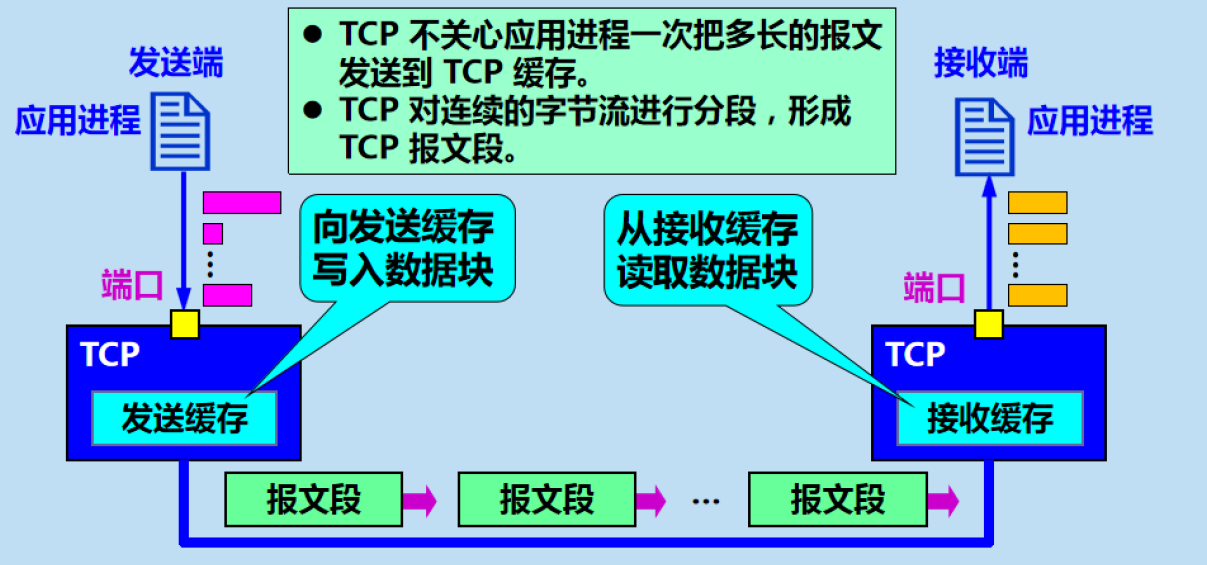 ● TCP 不关心应用进程一次把多长的报文
发送到 TCP 缓存。
● TCP 对连续的字节流进行分段，形成
TCP 报文段。
发送端
应用进程
接收端
应用进程
向发送缓存
写入数据块
从接收缓存
读取数据块
端口
端口
TCP
发送缓存
TCP
接收缓存
报文段
报文段
…
报文段